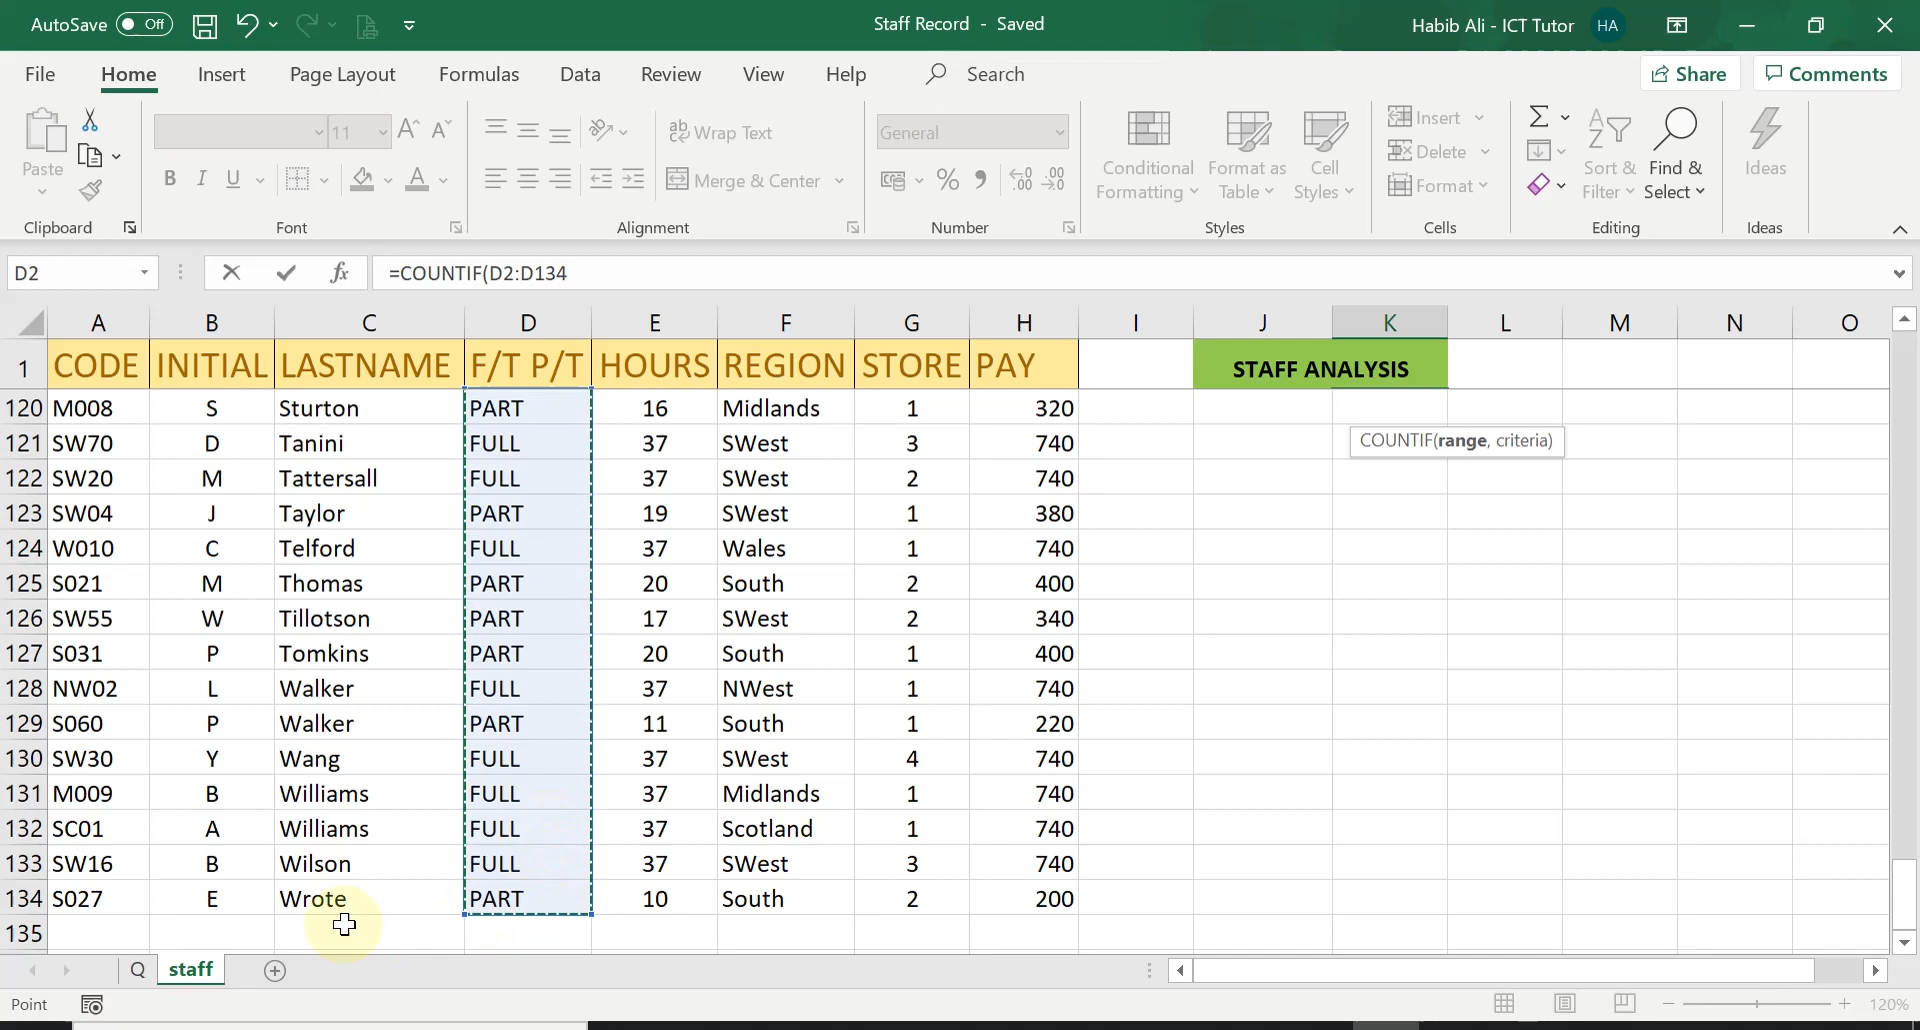 AutoSave Off Staff Record - Saved Habib Ali - ICT Tutor HA
File Home Insert Page Layout Formulas Data Review View Help Search Share Comments
Paste 11 A A ab Wrap Text General Conditional Formatting Format as Table Cell Styles Insert Delete Format Σ A Z Sort & Filter Find & Select Ideas
B I U A Merge & Center % 9 .00 .00
Clipboard Font Alignment Number Styles Cells Editing Ideas
D2 fx =COUNTIF(D2:D134
A B C D E F G H I J K L M N O
1 CODE INITIAL LASTNAME F/T P/T HOURS REGION STORE PAY STAFF ANALYSIS
120 M008 S Sturton PART 16 Midlands 1 320
COUNTIF(range, criteria)
121 SW70 D Tanini FULL 37 SWest 3 740
122 SW20 M Tattersall FULL 37 SWest 2 740
123 SW04 J Taylor PART 19 SWest 1 380
124 W010 C Telford FULL 37 Wales 1 740
125 S021 M Thomas PART 20 South 2 400
126 SW55 W Tillotson PART 17 SWest 2 340
127 S031 P Tomkins PART 20 South 1 400
128 NW02 L Walker FULL 37 NWest 1 740
129 S060 P Walker PART 11 South 1 220
130 SW30 Y Wang FULL 37 SWest 4 740
131 M009 B Williams FULL 37 Midlands 1 740
132 SC01 A Williams FULL 37 Scotland 1 740
133 SW16 B Wilson FULL 37 SWest 3 740
134 S027 E Wrote PART 10 South 2 200
135
Q staff
Point 120%